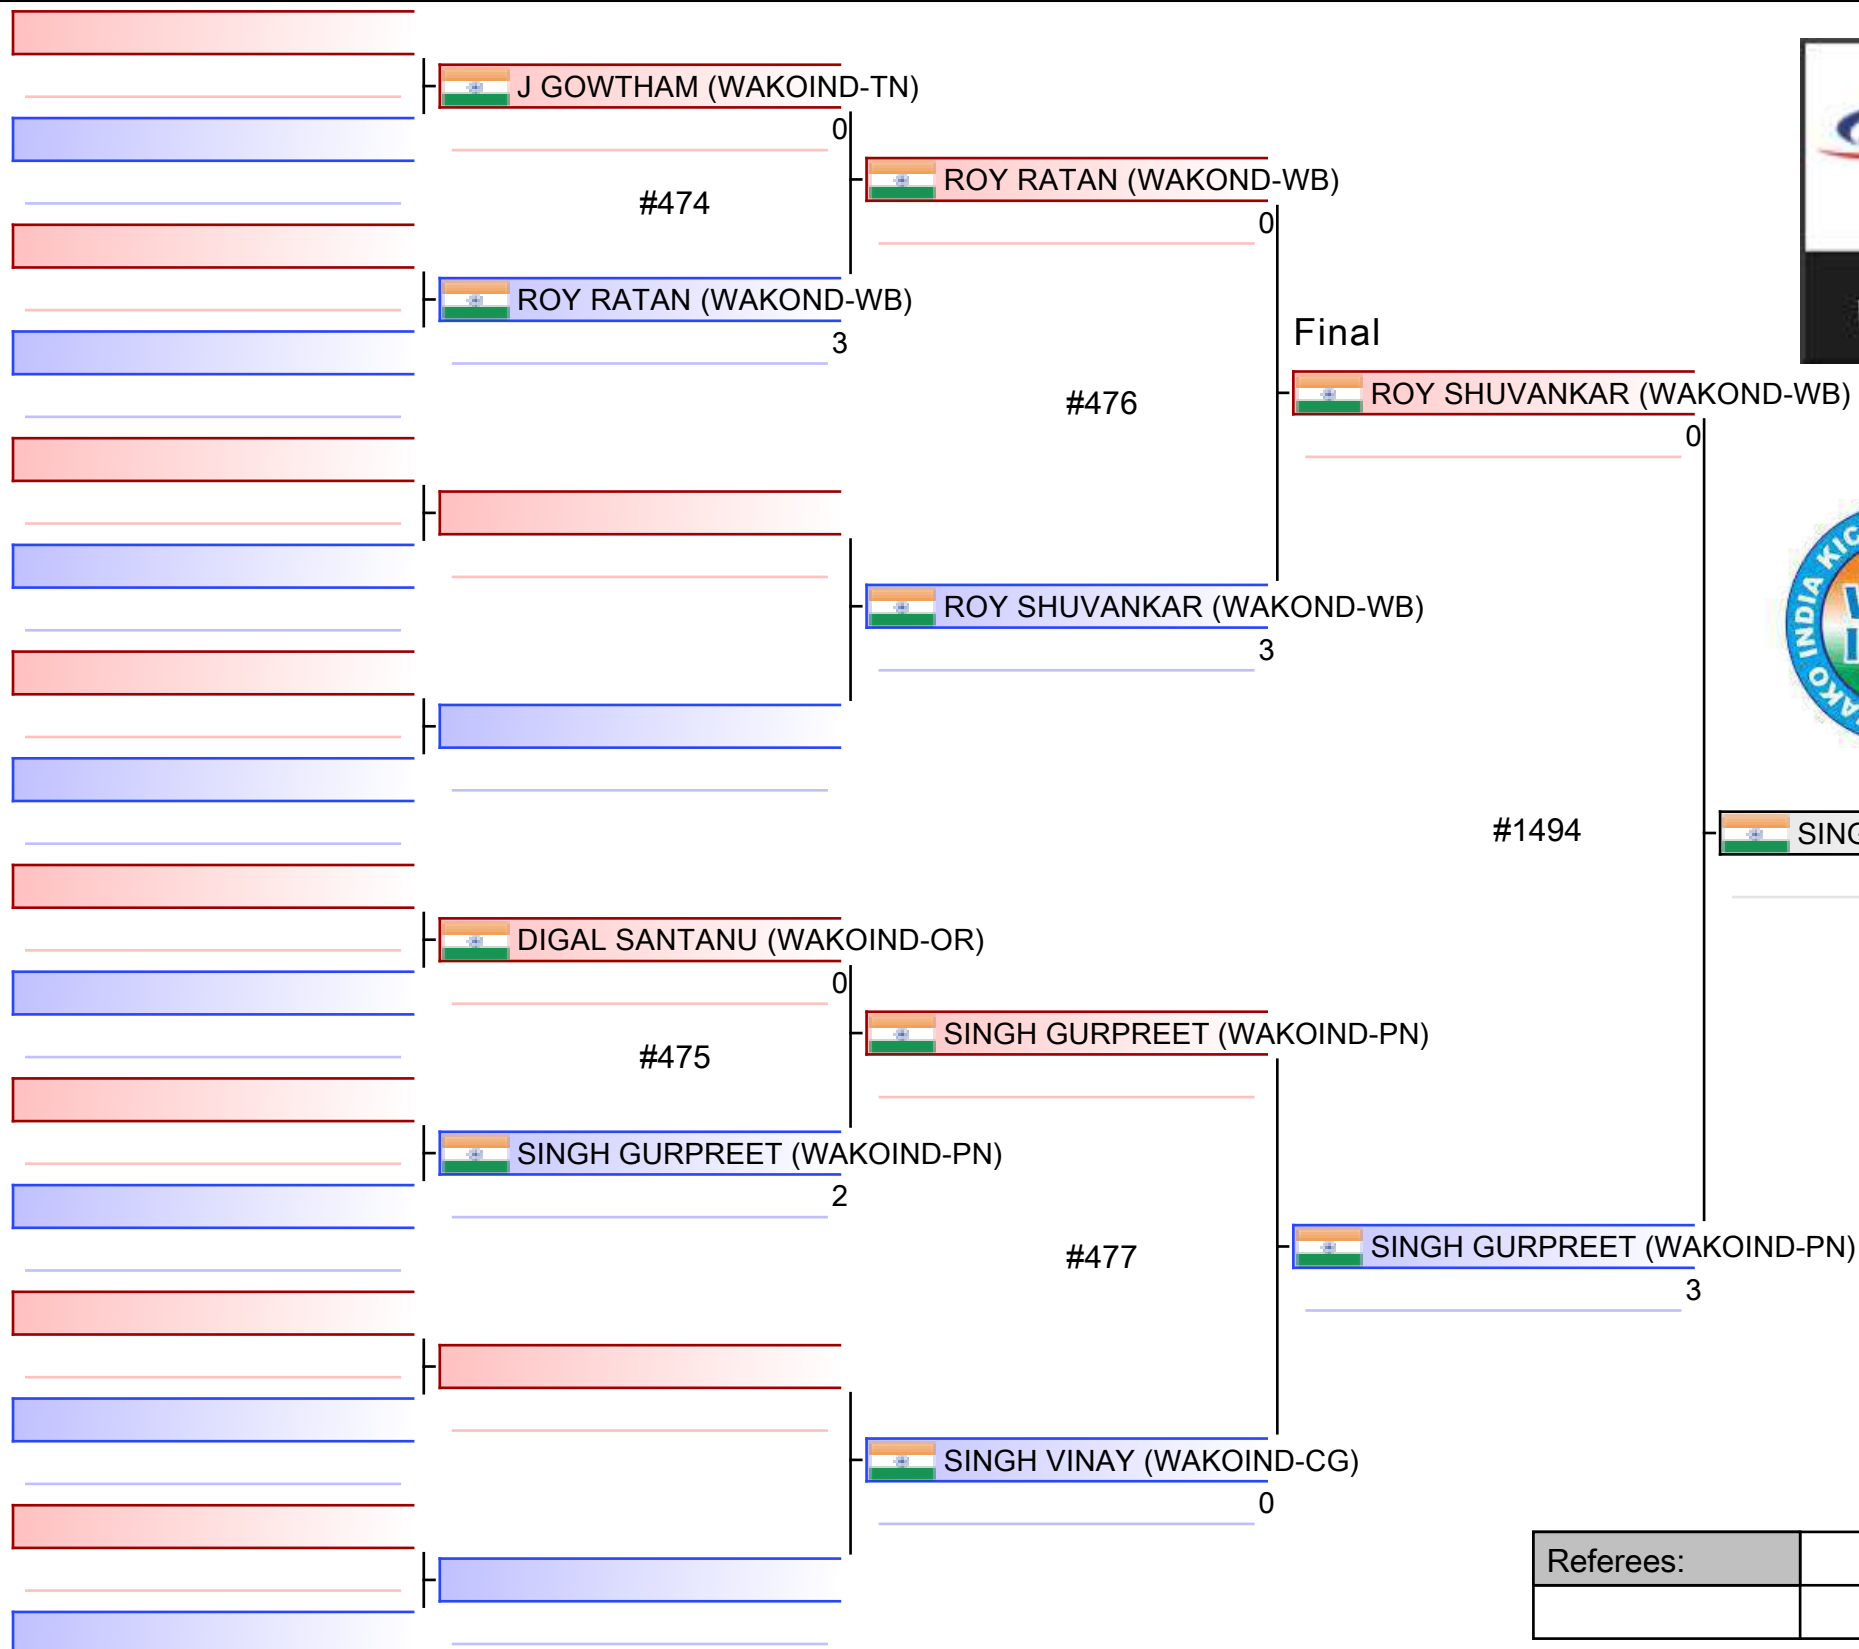 J GOWTHAM (WAKOIND-TN)
0
ROY RATAN (WAKOND-WB)
0
#474
ROY RATAN (WAKOND-WB)
3
Final
#476
ROY SHUVANKAR (WAKOND-WB)
0
ROY SHUVANKAR (WAKOND-WB)
3
#1494
DIGAL SANTANU (WAKOIND-OR)
0
SINGH GURPREET (WAKOIND-PN)
#475
SINGH GURPREET (WAKOIND-PN)
2
#477
SINGH GURPREET (WAKOIND-PN)
3
SINGH VINAY (WAKOIND-CG)
0
Referees:
INDIA